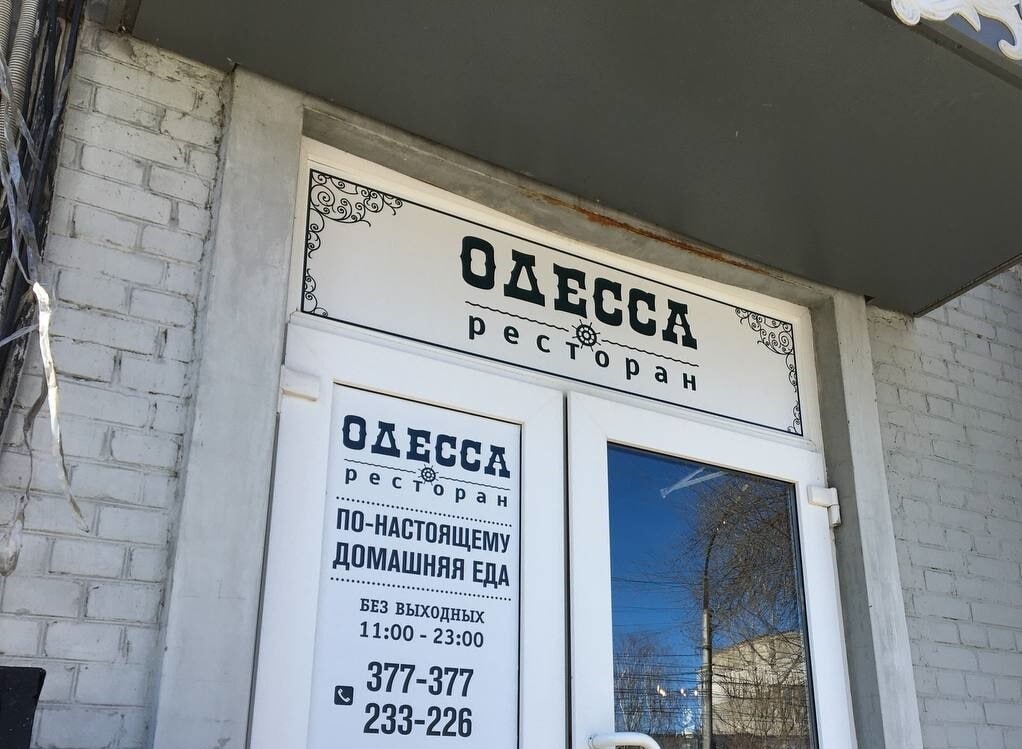 ОДЕССА
ресторан
ОДЕССА
ресторан
ПО-НАСТОЯЩЕМУ
ДОМАШНЯЯ ЕДА
БЕЗ ВЫХОДНЫХ
11:00 - 23:00
377-377
233-226